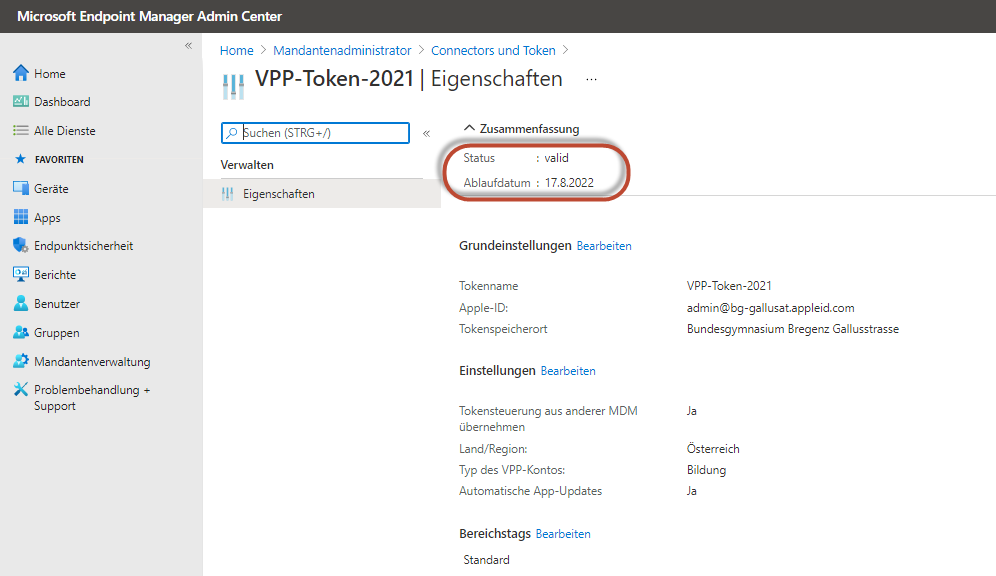 Microsoft Endpoint Manager Admin Center
«
Home
Dashboard
Alle Dienste
FAVORITEN
Geräte
Apps
Endpunktsicherheit
Berichte
Benutzer
Gruppen
Mandantenverwaltung
Problembehandlung +
Support
Home > Mandantenadministrator > Connectors und Token >
VPP-Token-2021 | Eigenschaften ...
Suchen (STRG+/) «
Verwalten
Eigenschaften
Zusammenfassung
Status : valid
Ablaufdatum : 17.8.2022
Grundeinstellungen Bearbeiten
Tokenname VPP-Token-2021
Apple-ID: admin@bg-gallusat.appleid.com
Tokenspeicherort Bundesgymnasium Bregenz Gallusstrasse
Einstellungen Bearbeiten
Tokensteuerung aus anderer MDM Ja
übernehmen
Land/Region: Österreich
Typ des VPP-Kontos: Bildung
Automatische App-Updates Ja
Bereichstags Bearbeiten
Standard